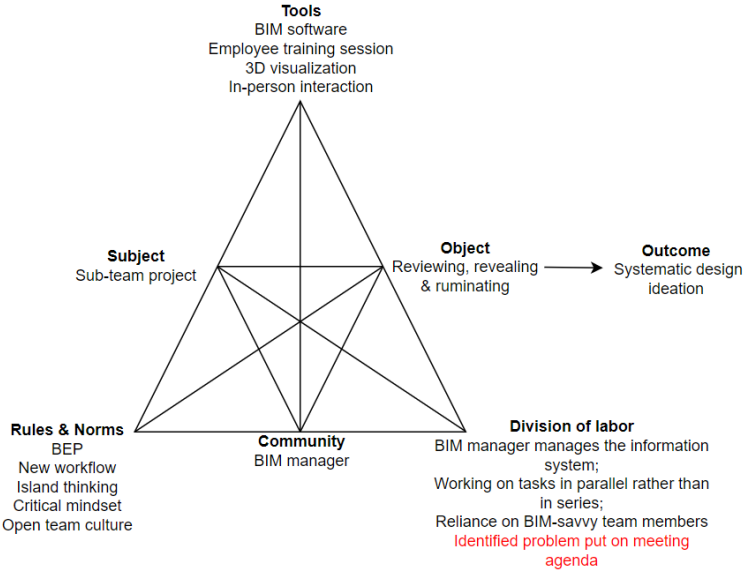 Tools
BIM software
Employee training session
3D visualization
In-person interaction
Subject
Sub-team project
Object
Reviewing, revealing
& ruminating
Outcome
Systematic design
ideation
Rules & Norms
BEP
New workflow
Island thinking
Critical mindset
Open team culture
Community
BIM manager
Division of labor
BIM manager manages the information
system;
Working on tasks in parallel rather than
in series;
Reliance on BIM-savvy team members
Identified problem put on meeting
agenda